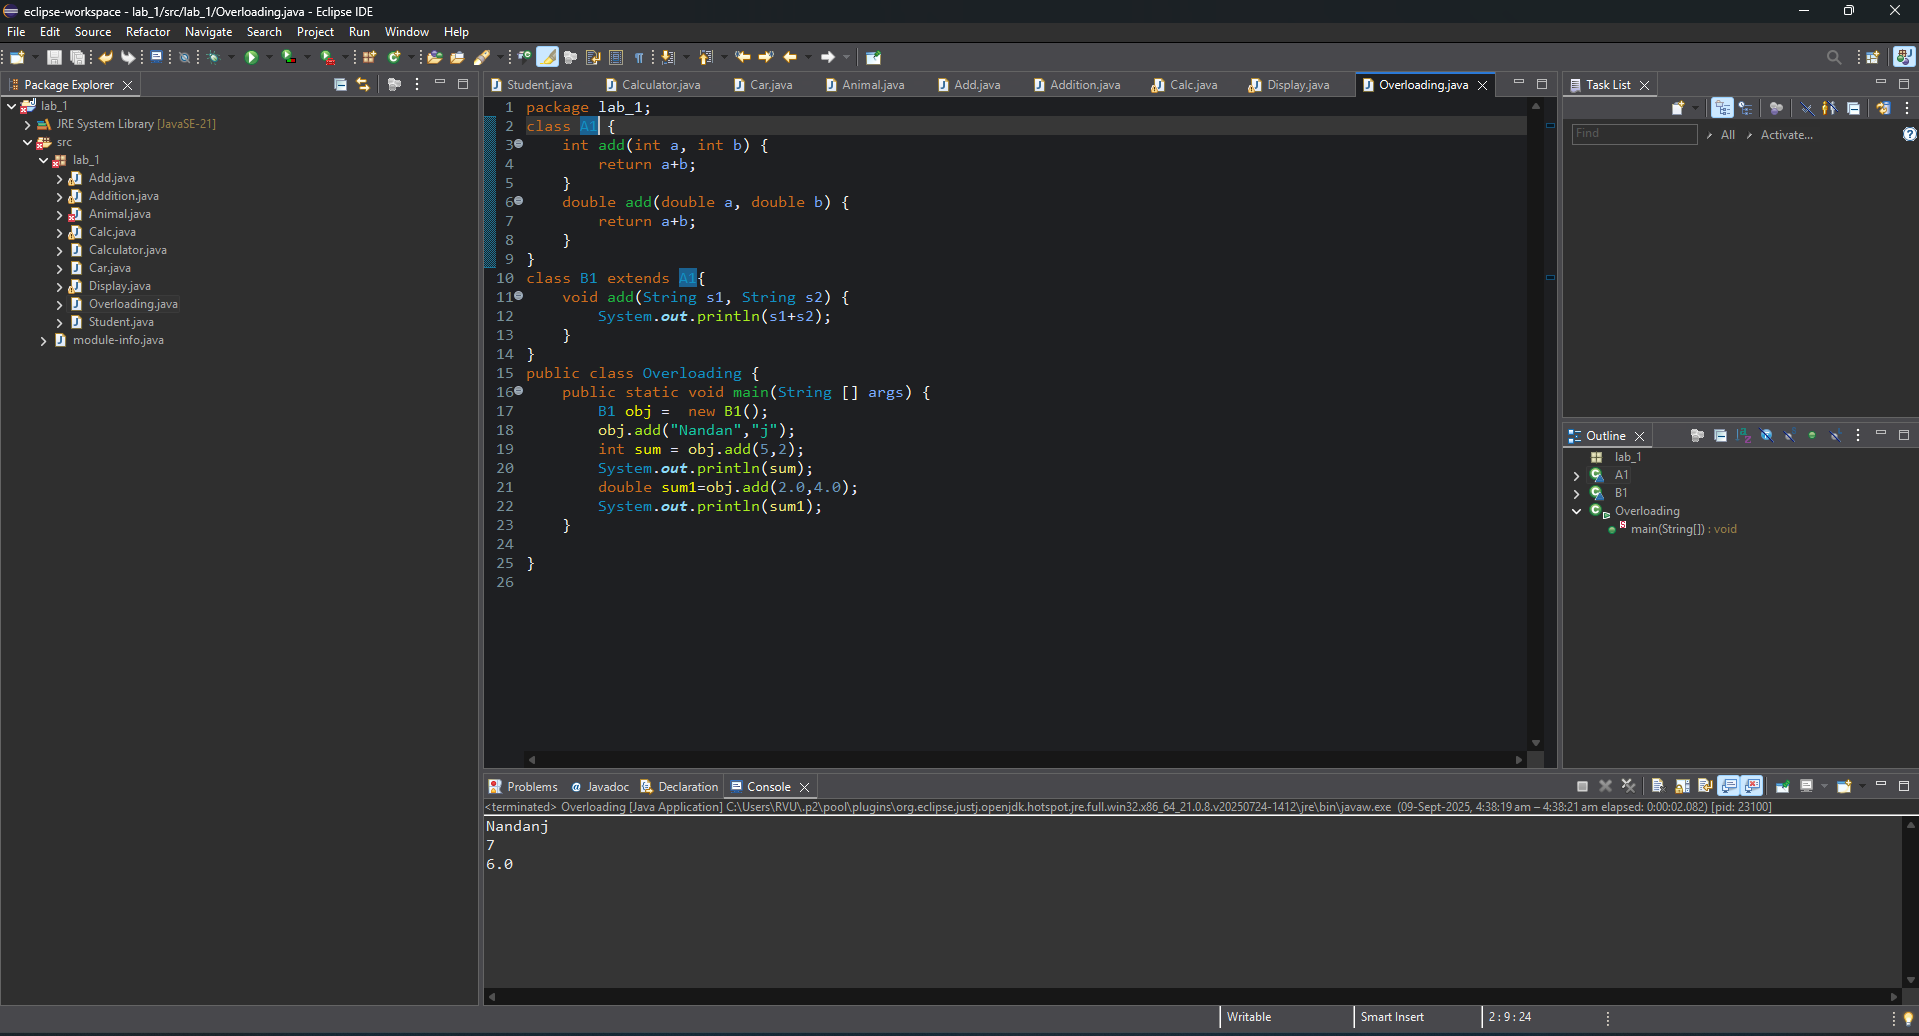 eclipse-workspace - lab_1/src/lab_1/Overloading.java - Eclipse IDE
File Edit Source Refactor Navigate Search Project Run Window Help
Package Explorer
lab_1
JRE System Library [JavaSE-21]
src
lab_1
Add.java
Addition.java
Animal.java
Calc.java
Calculator.java
Car.java
Display.java
Overloading.java
Student.java
module-info.java
Student.java Calculator.java Car.java Animal.java Add.java Addition.java Calc.java Display.java Overloading.java
1 package lab_1;
2 class A1 {
3     int add(int a, int b) {
4         return a+b;
5     }
6     double add(double a, double b) {
7         return a+b;
8     }
9 }
10 class B1 extends A1{
11     void add(String s1, String s2) {
12         System.out.println(s1+s2);
13     }
14 }
15 public class Overloading {
16     public static void main(String [] args) {
17         B1 obj =  new B1();
18         obj.add("Nandan","j");
19         int sum = obj.add(5,2);
20         System.out.println(sum);
21         double sum1=obj.add(2.0,4.0);
22         System.out.println(sum1);
23     }
24
25 }
26
Task List
Find All Activate...
Outline
lab_1
A1
B1
Overloading
main(String[]) : void
Problems @ Javadoc Declaration Console
<terminated> Overloading [Java Application] C:\Users\RVU\.p2\pool\plugins\org.eclipse.justj.openjdk.hotspot.jre.full.win32.x86_64_21.0.8.v20250724-1412\jre\bin\javaw.exe (09-Sept-2025, 4:38:19 am – 4:38:21 am elapsed: 0:00:02.082) [pid: 23100]
Nandanj
7
6.0
Writable Smart Insert 2 : 9 : 24